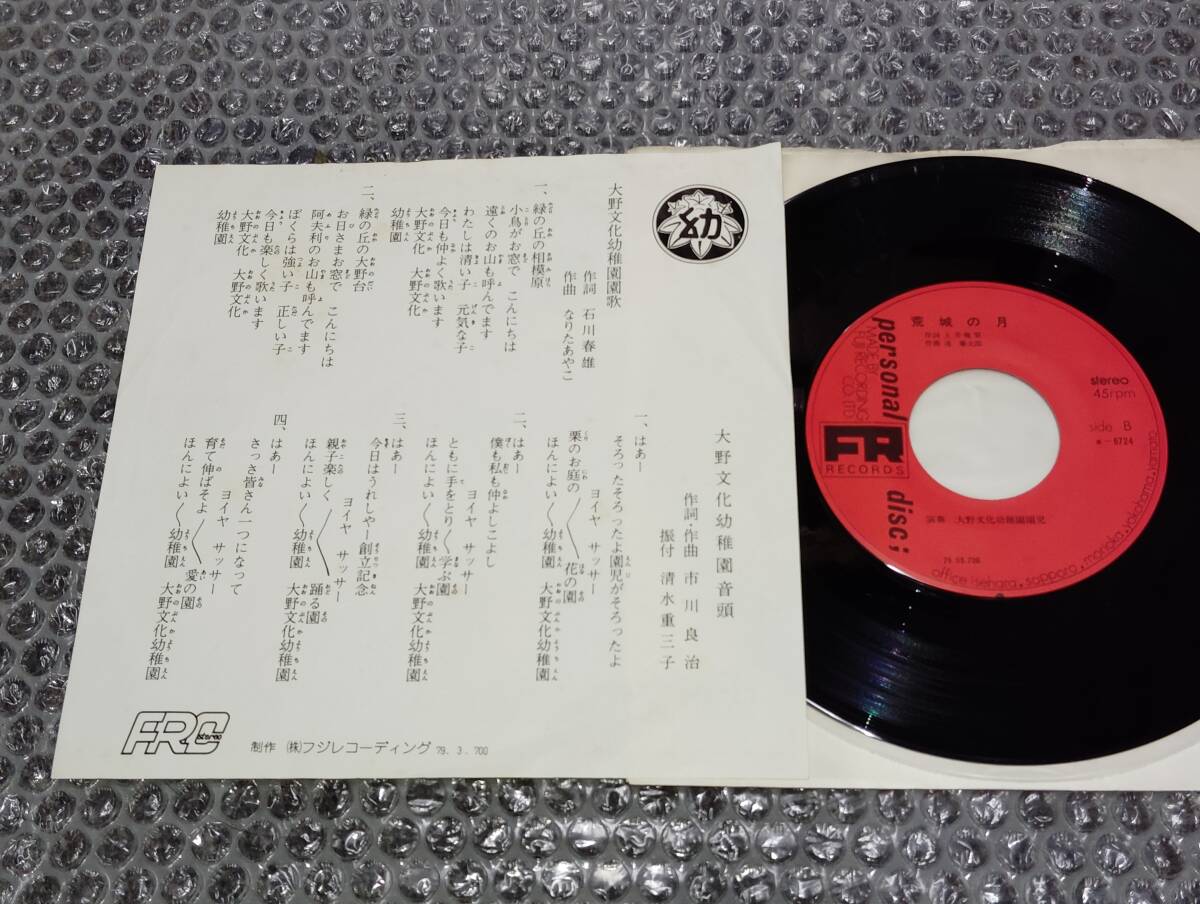 幼
大野文化幼稚園園歌
作詞 石川春雄
作曲 なりたあやこ
一、緑の丘の相模原
小鳥がお窓で こんにちは
遠くのお山も呼んでます
わたしは清い子 元気な子
今日も仲よく歌います
大野文化 大野文化
幼稚園
二、緑の丘の大野台
お日さまお窓で こんにちは
阿夫利のお山も呼んでます
ぼくらは強い子 正しい子
今日も楽しく歌います
大野文化 大野文化
幼稚園
大野文化幼稚園音頭
作詞作曲 市川良治
振付 清水重三子
一、はあー
そろったそろったよ園児がそろったよ
ヨイヤ サッサー
栗のお庭の 花の園
ほんによい〱幼稚園 大野文化幼稚園
二、はあー
僕も私も仲よしこよし
ヨイヤ サッサー
ともに手をとり〱学ぶ園
ほんによい〱幼稚園 大野文化幼稚園
三、はあー
今日はうれしやー創立記念
ヨイヤ サッサー
親子楽しく 踊る園
ほんによい〱幼稚園 大野文化幼稚園
四、はあー
さっさ皆さん一つになって
ヨイヤ サッサー
育て伸ばそよ 愛の園
ほんによい〱幼稚園 大野文化幼稚園
FRC
stereo
制作 ㈱フジレコーディング 79. 3. 700
荒城の月
personal disc;
MADE BY
FUJI RECORDING
CO., LTD
FR
RECORDS
stereo
45rpm
side B
e-6724
演奏 大野文化幼稚園園児
office isehara, sapporo, morioka, yokohama,